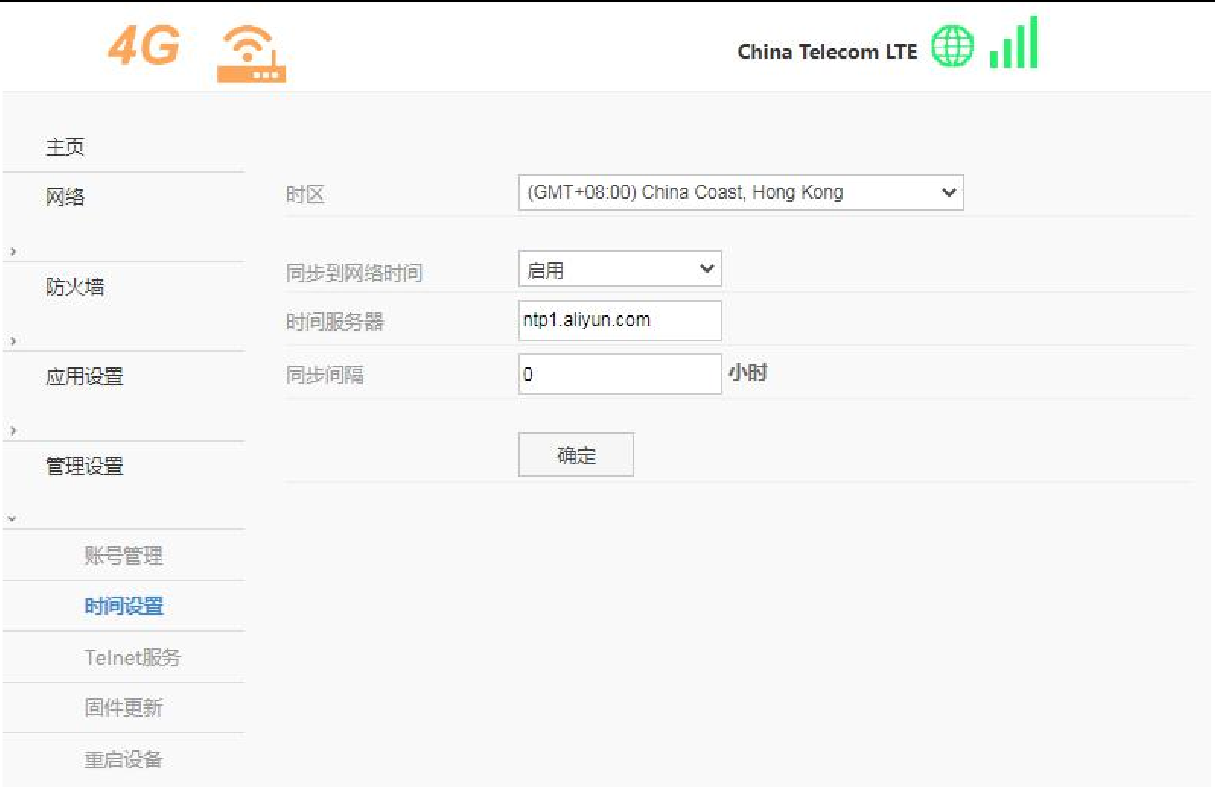 4G
China Telecom LTE
主页
网络
时区
(GMT+08:00) China Coast, Hong Kong
同步到网络时间
启用
防火墙
时间服务器
ntp1.aliyun.com
同步间隔
0
小时
应用设置
确定
管理设置
账号管理
时间设置
Telnet服务
固件更新
重启设备